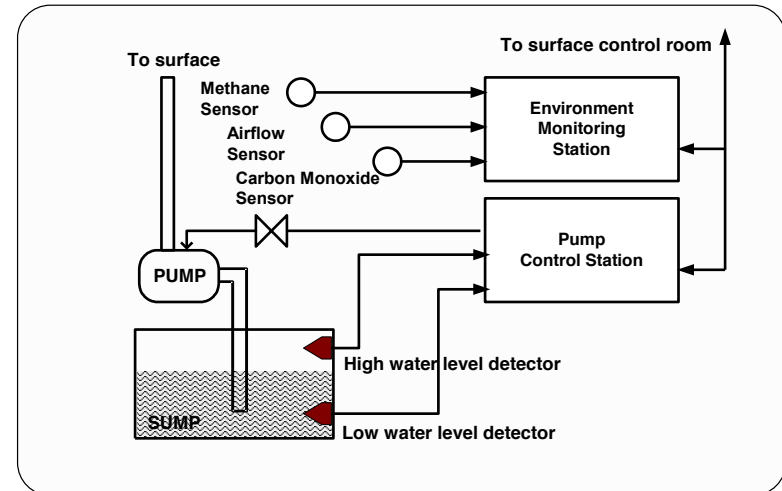 To surface
To surface control room
Methane
Sensor
Airflow
Sensor
Carbon Monoxide
Sensor
Environment
Monitoring
Station
Pump
Control Station
PUMP
High water level detector
SUMP
Low water level detector